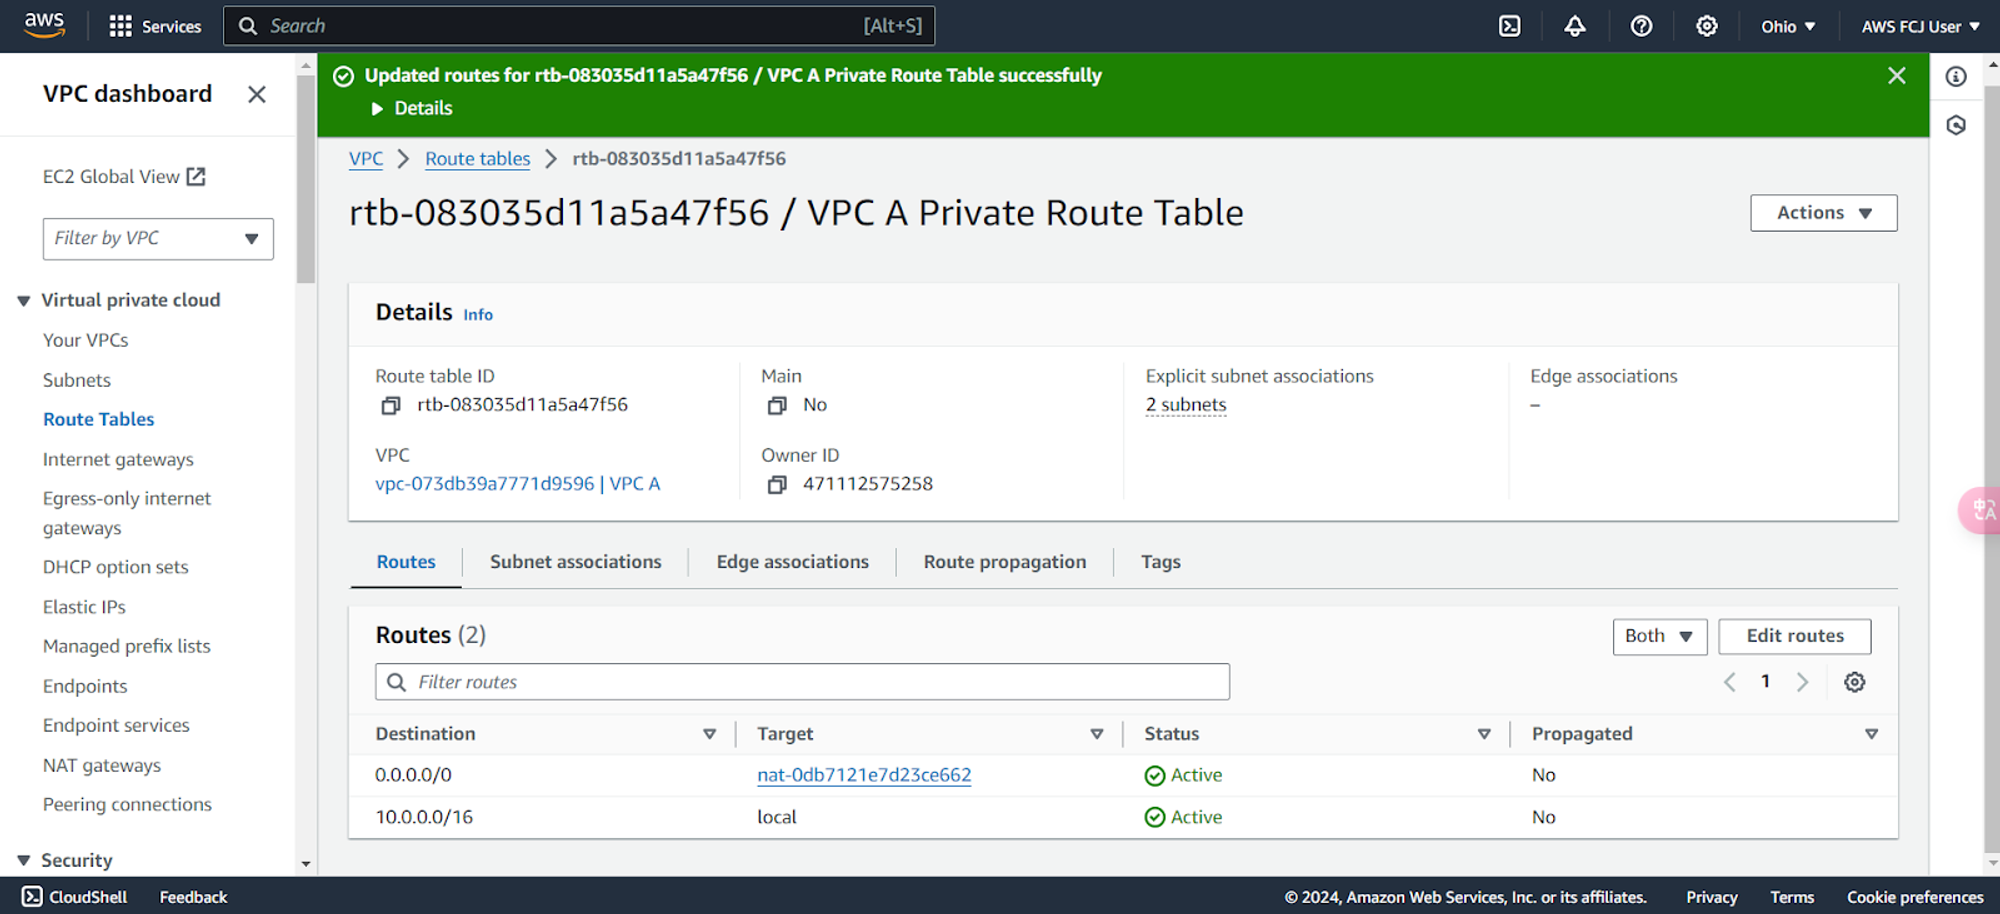 aws
Services
Search [Alt+S]
Ohio
AWS FCJ User
VPC dashboard
EC2 Global View
Filter by VPC
Virtual private cloud
Your VPCs
Subnets
Route Tables
Internet gateways
Egress-only internet
gateways
DHCP option sets
Elastic IPs
Managed prefix lists
Endpoints
Endpoint services
NAT gateways
Peering connections
Security
Updated routes for rtb-083035d11a5a47f56 / VPC A Private Route Table successfully
Details
VPC Route tables rtb-083035d11a5a47f56
rtb-083035d11a5a47f56 / VPC A Private Route Table
Actions
Details Info
Route table ID
rtb-083035d11a5a47f56
Main
No
Explicit subnet associations
2 subnets
Edge associations
–
VPC
vpc-073db39a7771d9596 | VPC A
Owner ID
471112575258
Routes Subnet associations Edge associations Route propagation Tags
Routes (2)
Both
Edit routes
Filter routes
1
Destination Target Status Propagated
0.0.0.0/0 nat-0db7121e7d23ce662 Active No
10.0.0.0/16 local Active No
中A
CloudShell Feedback © 2024, Amazon Web Services, Inc. or its affiliates. Privacy Terms Cookie preferences